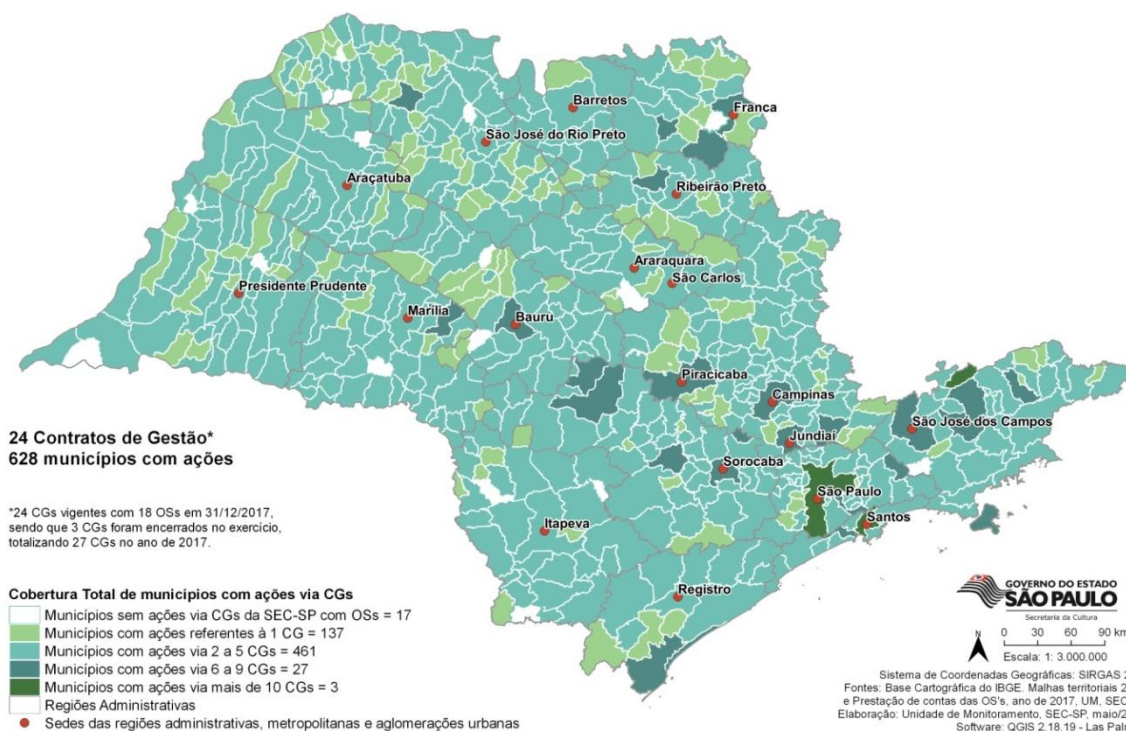 Barretos
Franca
São José do Rio Preto
Araçatuba
Ribeirão Preto
Araraquara
São Carlos
Presidente Prudente
Marília
Bauru
Piracicaba
Campinas
São José dos Campos
Jundiaí
Sorocaba
São Paulo
Santos
Itapeva
Registro
24 Contratos de Gestão*
628 municípios com ações
*24 CGs vigentes com 18 OSs em 31/12/2017,
sendo que 3 CGs foram encerrados no exercício,
totalizando 27 CGs no ano de 2017.
Cobertura Total de municípios com ações via CGs
Municípios sem ações via CGs da SEC-SP com OSs = 17
Municípios com ações referentes à 1 CG = 137
Municípios com ações via 2 a 5 CGs = 461
Municípios com ações via 6 a 9 CGs = 27
Municípios com ações via mais de 10 CGs = 3
Regiões Administrativas
Sedes das regiões administrativas, metropolitanas e aglomerações urbanas
GOVERNO DO ESTADO
SÃO PAULO
Secretaria da Cultura
N
0 30 60 90 km
Escala: 1: 3.000.000
Sistema de Coordenadas Geográficas: SIRGAS 2
Fontes: Base Cartográfica do IBGE. Malhas territoriais 2
e Prestação de contas das OS's, ano de 2017, UM, SEC
Elaboração: Unidade de Monitoramento, SEC-SP, maio/2
Software: QGIS 2.18.19 - Las Pal